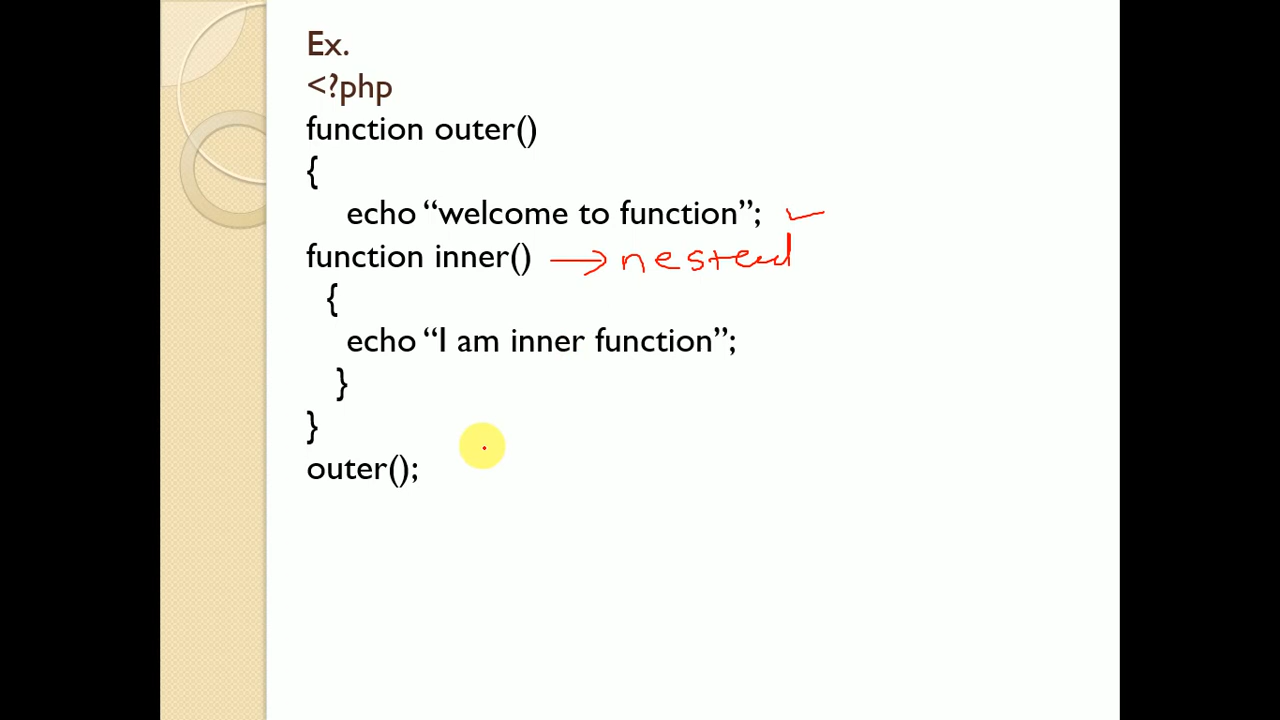 Ex.
<?php
function outer()
{
echo “welcome to function”;
function inner() → nested
{
echo “I am inner function”;
}
}
outer();